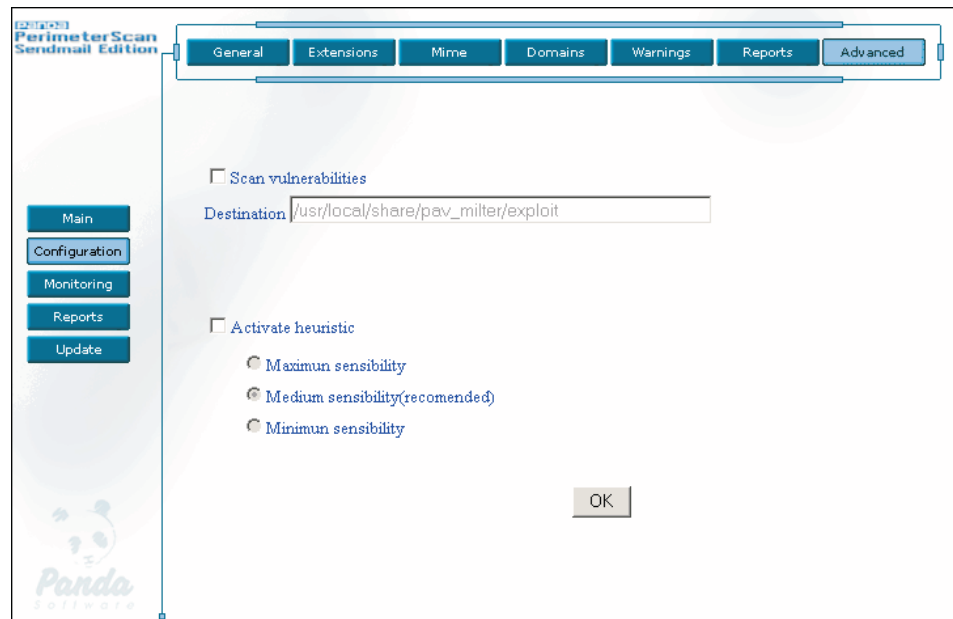 panda
PerimeterScan
Sendmail Edition
General Extensions Mime Domains Warnings Reports Advanced
Scan vulnerabilities
Destination /usr/local/share/pav_milter/exploit
Main
Configuration
Monitoring
Reports
Update
Activate heuristic
Maximun sensibility
Medium sensibility(recomended)
Minimun sensibility
OK
Panda
Software